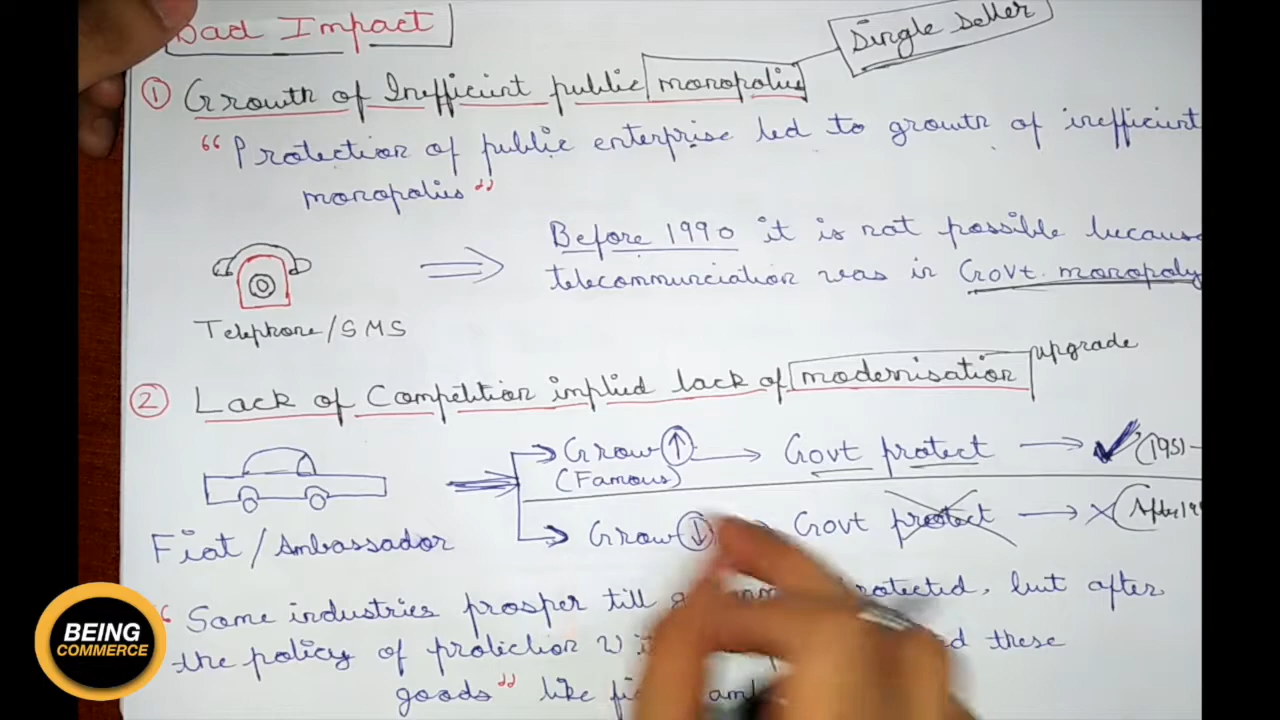 Bad Impact
Single Seller
① Growth of Inefficient public monopolies
"Protection of public enterprise led to growth of inefficient
monopolies"
Before 1990 it is not possible because
telecommunrciation was in Govt. monopoly
Telephone/SMS
upgrade
② Lack of Competition implied lack of modernisation
Grow ↑ → Govt protect → ✓ (1951-
(Famous)
Grow ↓ → Govt protect → × (After 19
Fiat / Ambassador
"Some industries prosper till protected, but after
the policy of protection these
goods" like
BEING
COMMERCE